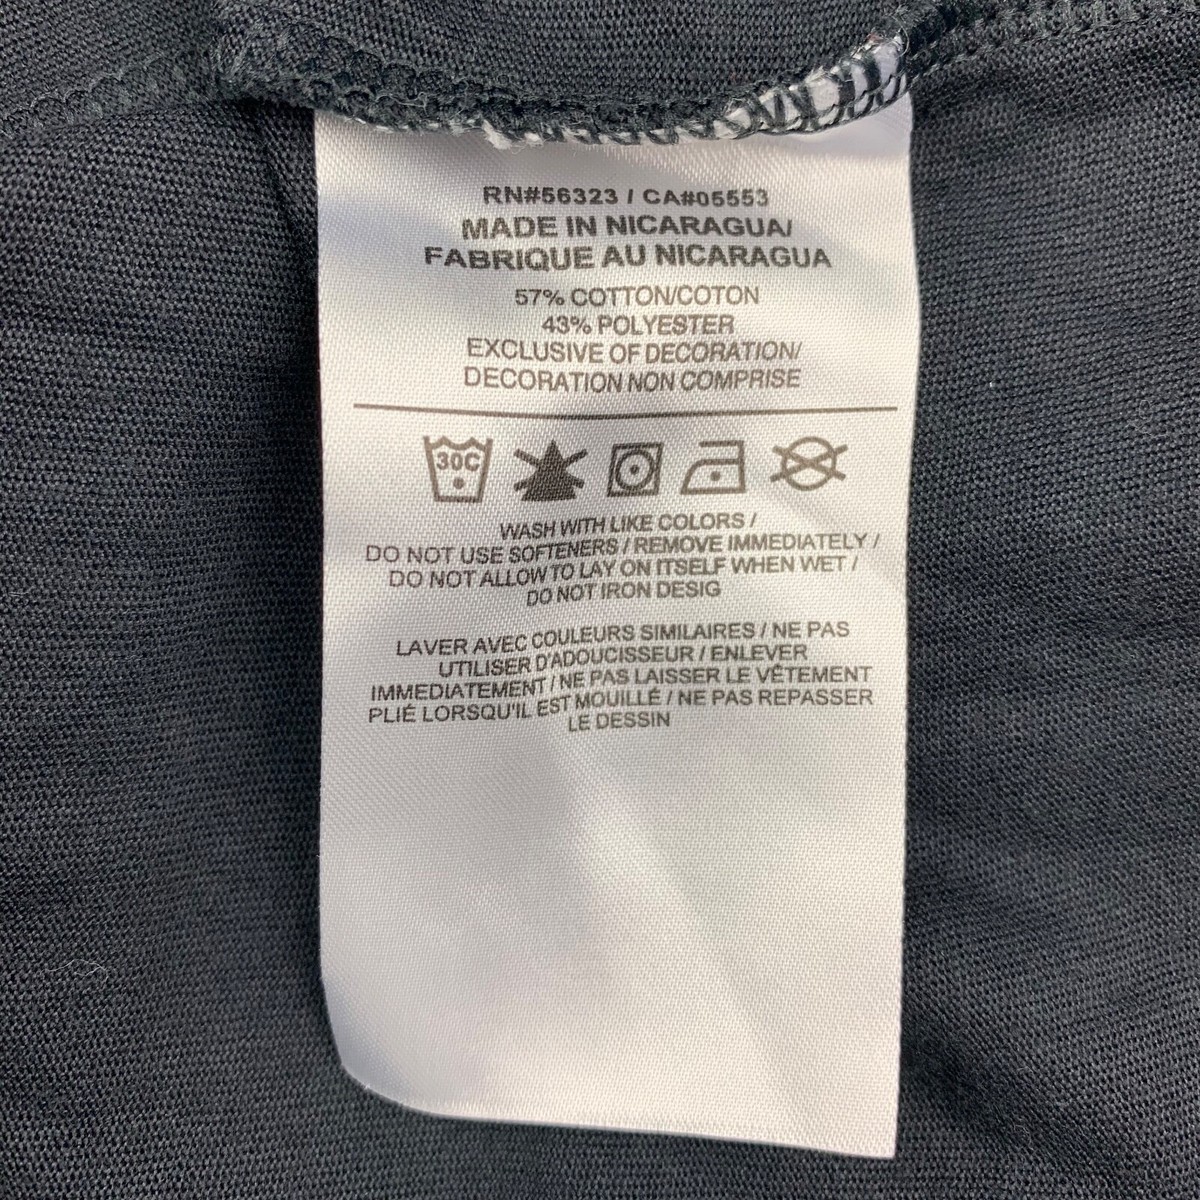 RN#56323 / CA#05553
MADE IN NICARAGUA/
FABRIQUE AU NICARAGUA
57% COTTON/COTON
43% POLYESTER
EXCLUSIVE OF DECORATION/
DECORATION NON COMPRISE
30C
WASH WITH LIKE COLORS /
DO NOT USE SOFTENERS / REMOVE IMMEDIATELY /
DO NOT ALLOW TO LAY ON ITSELF WHEN WET /
DO NOT IRON DESIG
LAVER AVEC COULEURS SIMILAIRES / NE PAS
UTILISER D'ADOUCISSEUR / ENLEVER
IMMEDIATEMENT / NE PAS LAISSER LE VÊTEMENT
PLIÉ LORSQU'IL EST MOUILLÉ / NE PAS REPASSER
LE DESSIN